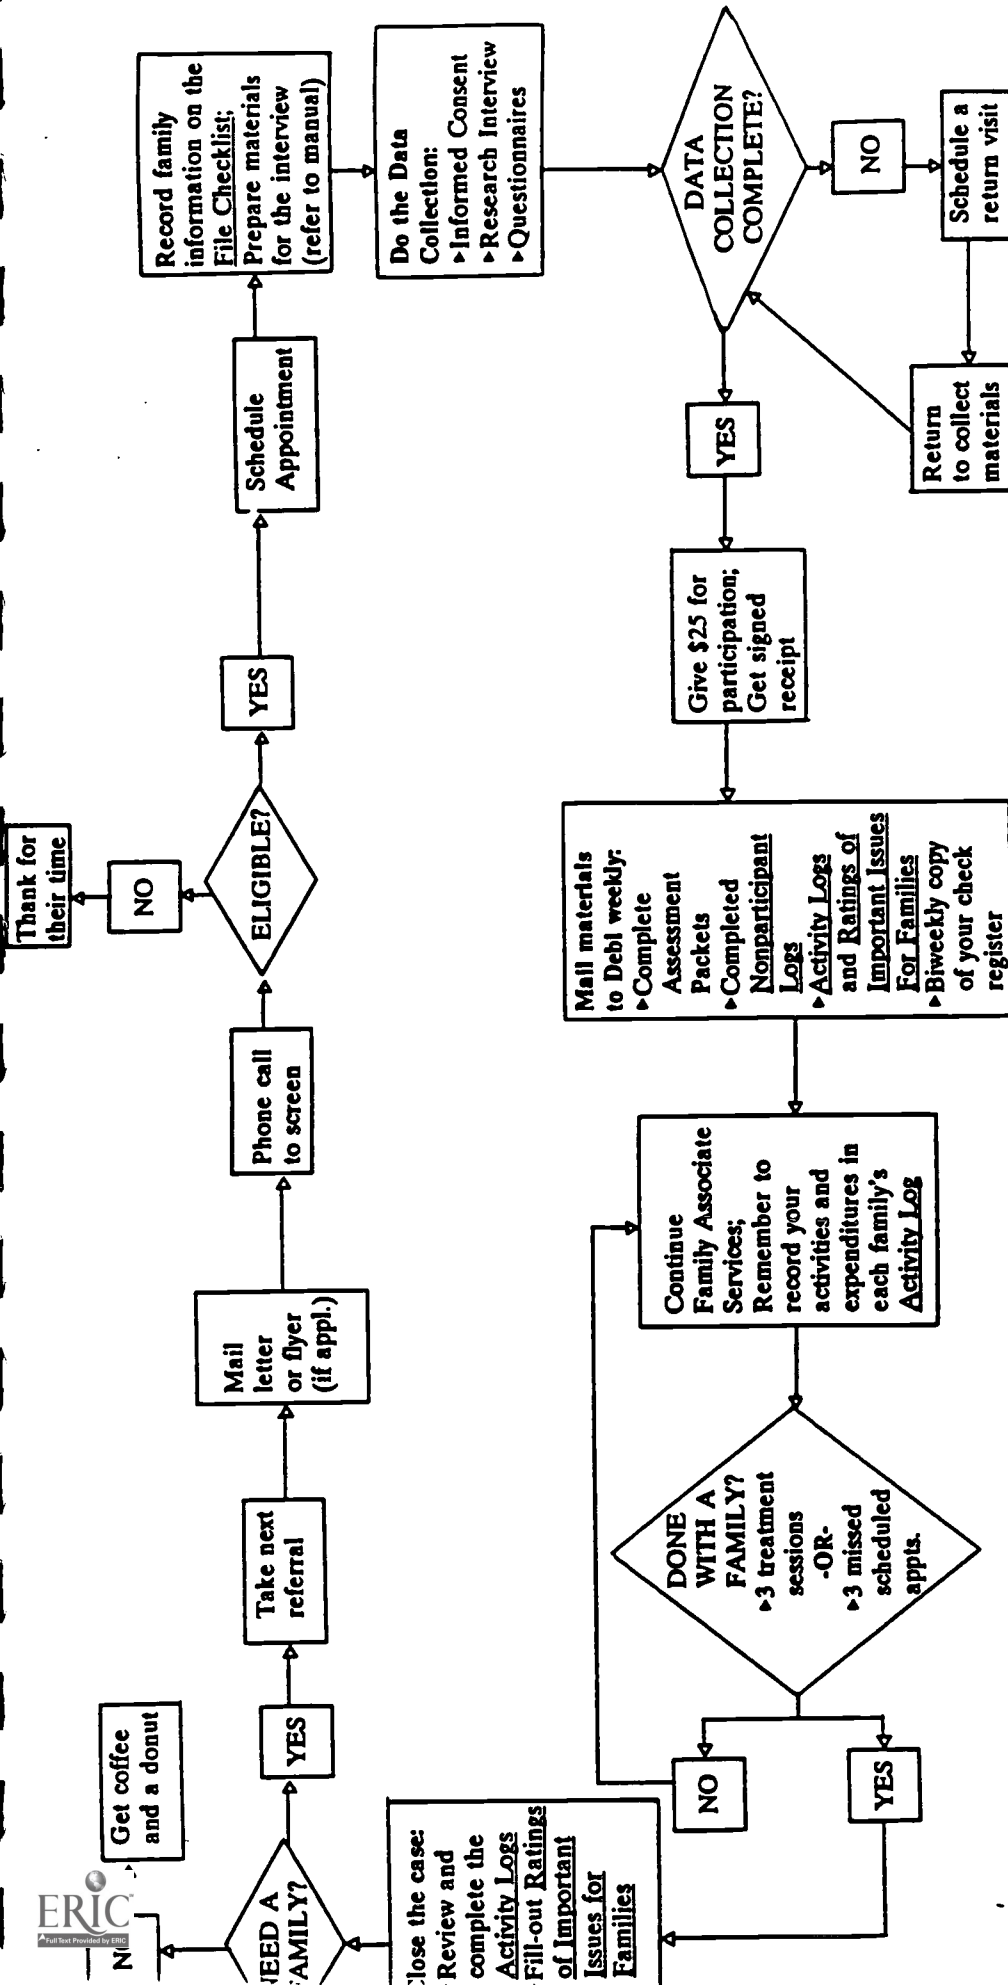 NEED A
FAMILY?
NO
Get coffee
and a donut
YES
Take next
referral
Mail
letter
or flyer
(if appl.)
Phone call
to screen
ELIGIBLE?
NO
Thank for
their time
YES
Schedule
Appointment
Record family
information on the
File Checklist;
Prepare materials
for the interview
(refer to manual)
Do the Data
Collection:
▸Informed Consent
▸Research Interview
▸Questionnaires
DATA
COLLECTION
COMPLETE?
NO
Schedule a
return visit
Return
to collect
materials
YES
Give $25 for
participation;
Get signed
receipt
Mail materials
to Debi weekly:
▸Complete
Assessment
Packets
▸Completed
Nonparticipant
Logs
▸Activity Logs
and Ratings of
Important Issues
For Families
▸Biweekly copy
of your check
register
Continue
Family Associate
Services;
Remember to
record your
activities and
expenditures in
each family's
Activity Log
DONE
WITH A
FAMILY?
▸3 treatment
sessions
-OR-
▸3 missed
scheduled
appts.
NO
YES
Close the case:
Review and
complete the
Activity Logs
Fill-out Ratings
of Important
Issues for
Families
ERIC
Full Text Provided by ERIC